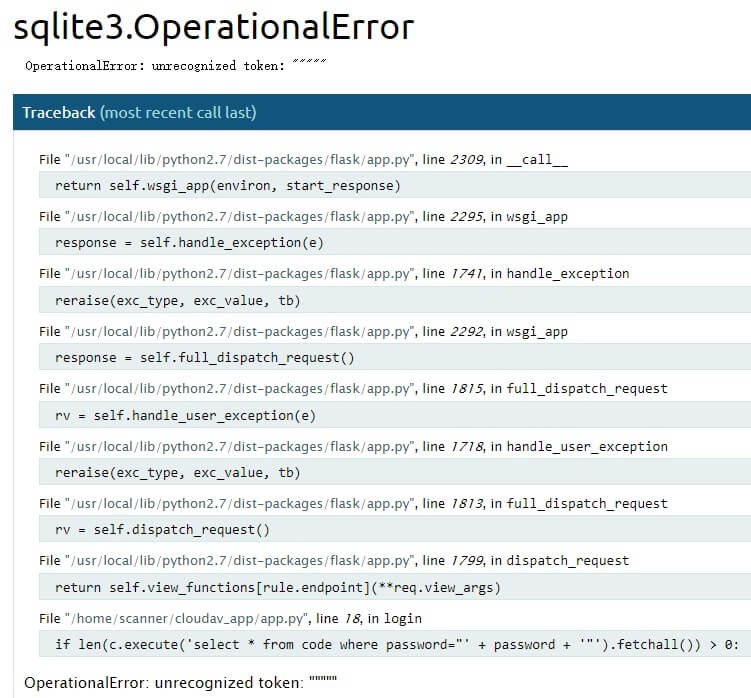 sqlite3.OperationalError
OperationalError: unrecognized token: """""
Traceback (most recent call last)
File "/usr/local/lib/python2.7/dist-packages/flask/app.py", line 2309, in __call__
return self.wsgi_app(environ, start_response)
File "/usr/local/lib/python2.7/dist-packages/flask/app.py", line 2295, in wsgi_app
response = self.handle_exception(e)
File "/usr/local/lib/python2.7/dist-packages/flask/app.py", line 1741, in handle_exception
reraise(exc_type, exc_value, tb)
File "/usr/local/lib/python2.7/dist-packages/flask/app.py", line 2292, in wsgi_app
response = self.full_dispatch_request()
File "/usr/local/lib/python2.7/dist-packages/flask/app.py", line 1815, in full_dispatch_request
rv = self.handle_user_exception(e)
File "/usr/local/lib/python2.7/dist-packages/flask/app.py", line 1718, in handle_user_exception
reraise(exc_type, exc_value, tb)
File "/usr/local/lib/python2.7/dist-packages/flask/app.py", line 1813, in full_dispatch_request
rv = self.dispatch_request()
File "/usr/local/lib/python2.7/dist-packages/flask/app.py", line 1799, in dispatch_request
return self.view_functions[rule.endpoint](**req.view_args)
File "/home/scanner/cloudav_app/app.py", line 18, in login
if len(c.execute('select * from code where password="' + password + '"').fetchall()) > 0:
OperationalError: unrecognized token: """""